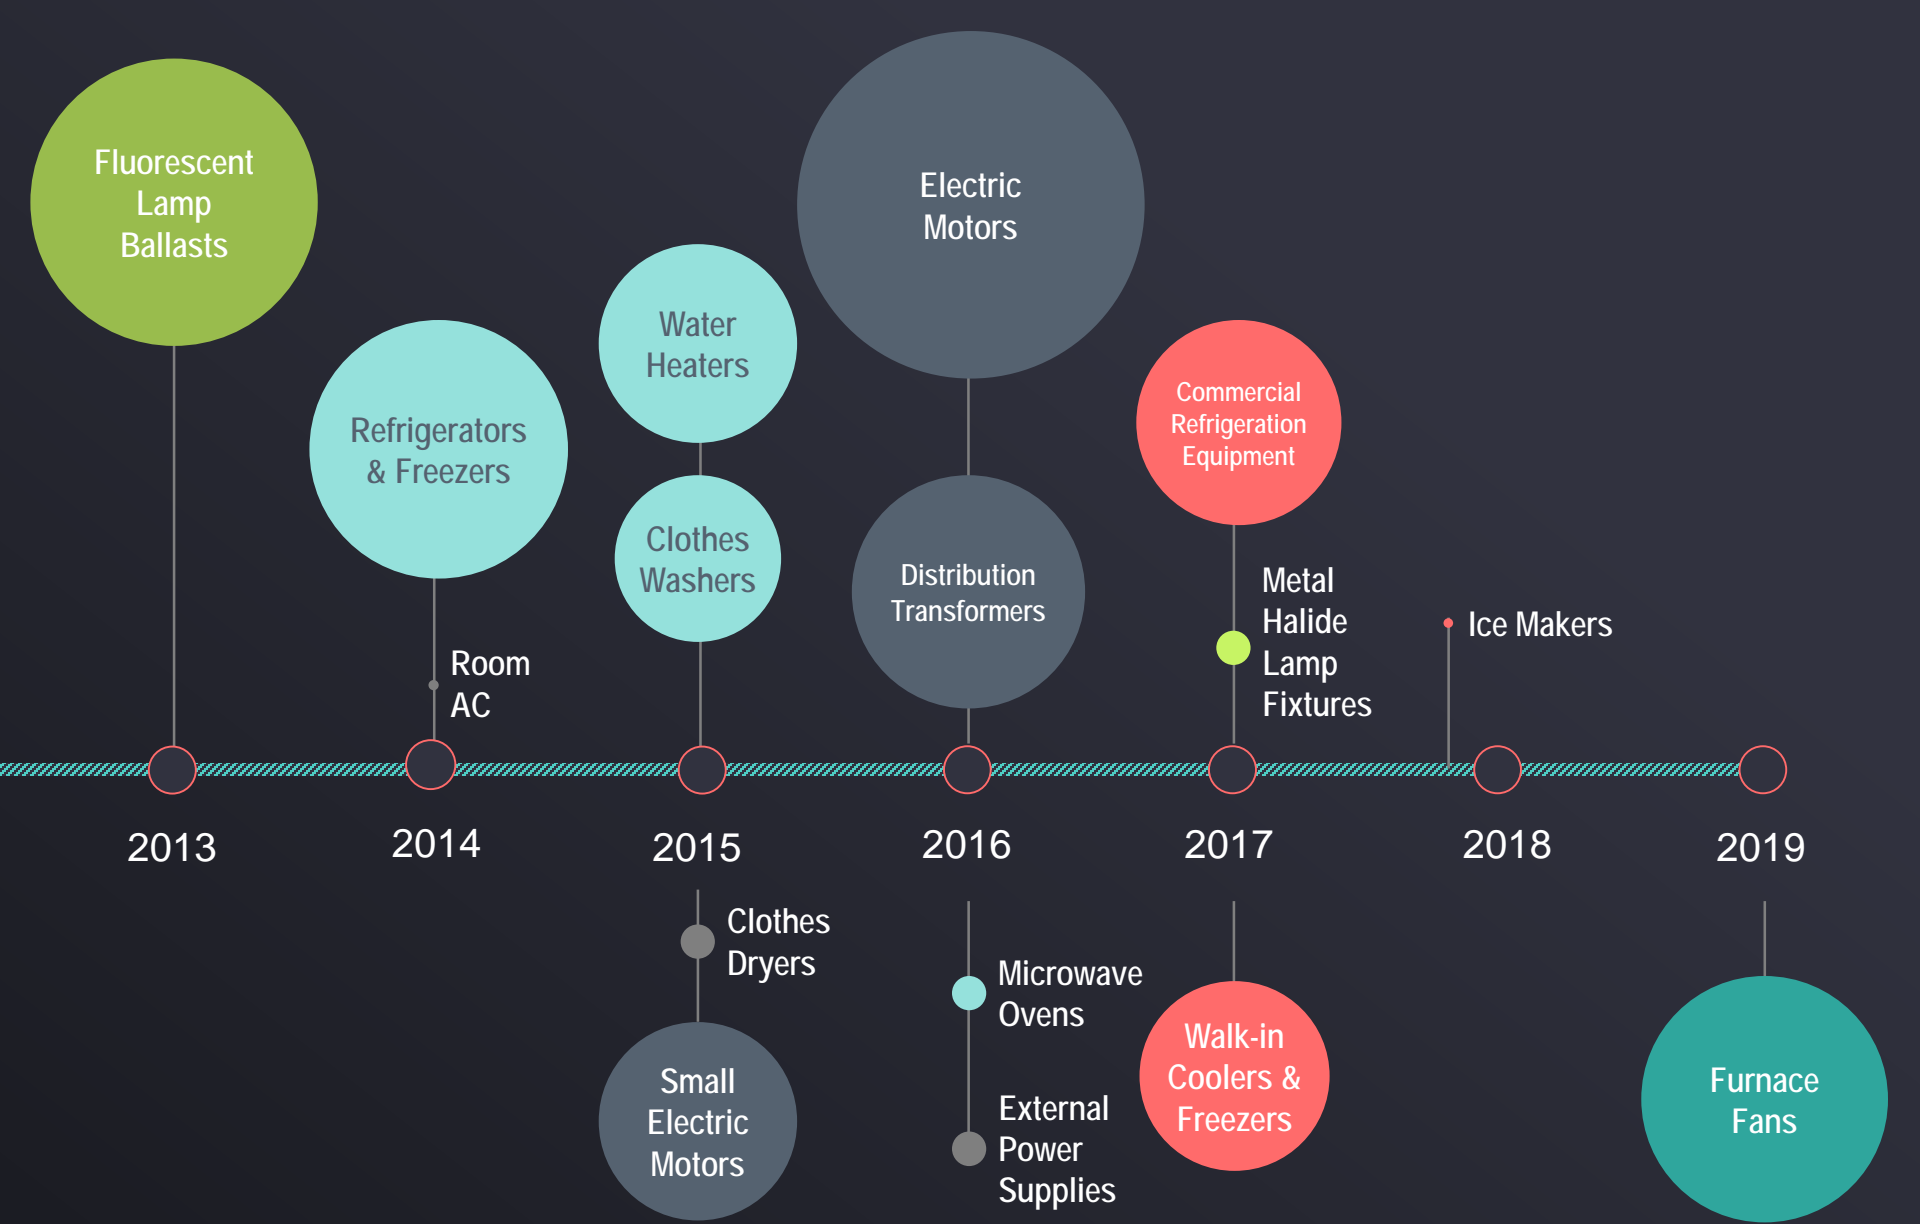 Fluorescent
Lamp
Ballasts
Refrigerators
& Freezers
Room
AC
Water
Heaters
Clothes
Washers
Electric
Motors
Distribution
Transformers
Commercial
Refrigeration
Equipment
Metal
Halide
Lamp
Fixtures
Ice Makers
2013
2014
2015
2016
2017
2018
2019
Clothes
Dryers
Small
Electric
Motors
Microwave
Ovens
External
Power
Supplies
Walk-in
Coolers &
Freezers
Furnace
Fans